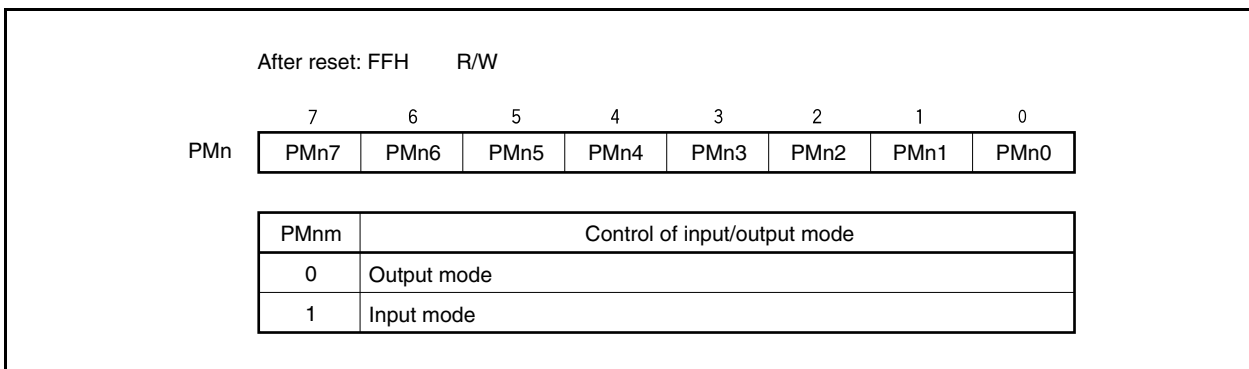 After reset: FFH R/W
7 6 5 4 3 2 1 0
PMn PMn7 PMn6 PMn5 PMn4 PMn3 PMn2 PMn1 PMn0
PMnm Control of input/output mode
0 Output mode
1 Input mode